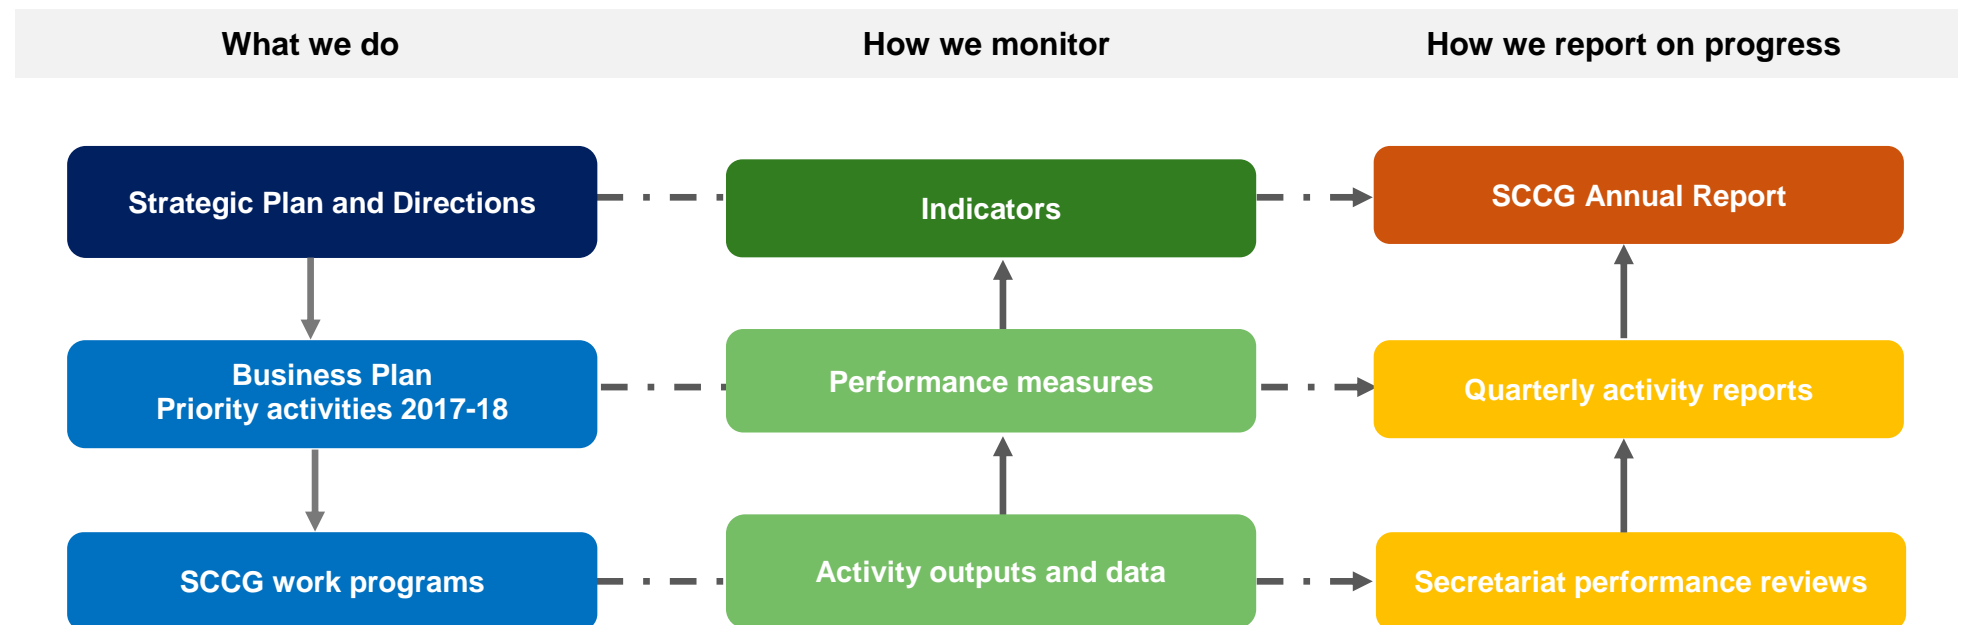 What we do
How we monitor
How we report on progress
Strategic Plan and Directions
Indicators
SCCG Annual Report
Business Plan
Priority activities 2017-18
Performance measures
Quarterly activity reports
SCCG work programs
Activity outputs and data
Secretariat performance reviews